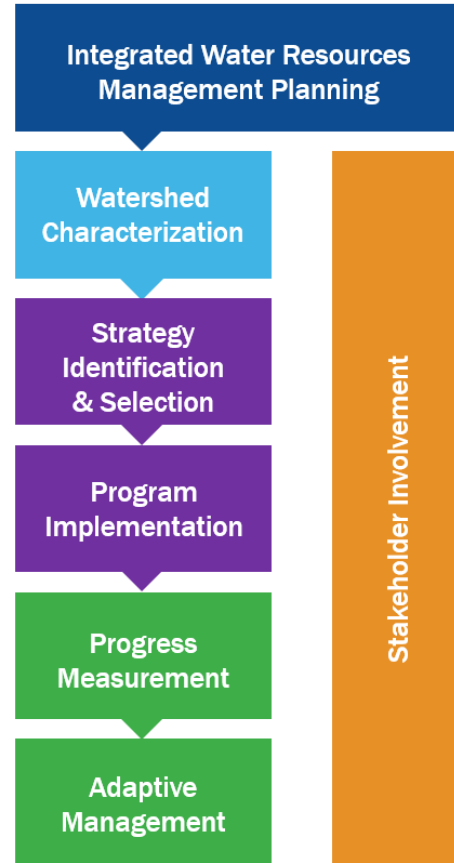 Integrated Water Resources
Management Planning
Watershed
Characterization
Strategy
Identification
& Selection
Program
Implementation
Progress
Measurement
Adaptive
Management
Stakeholder Involvement